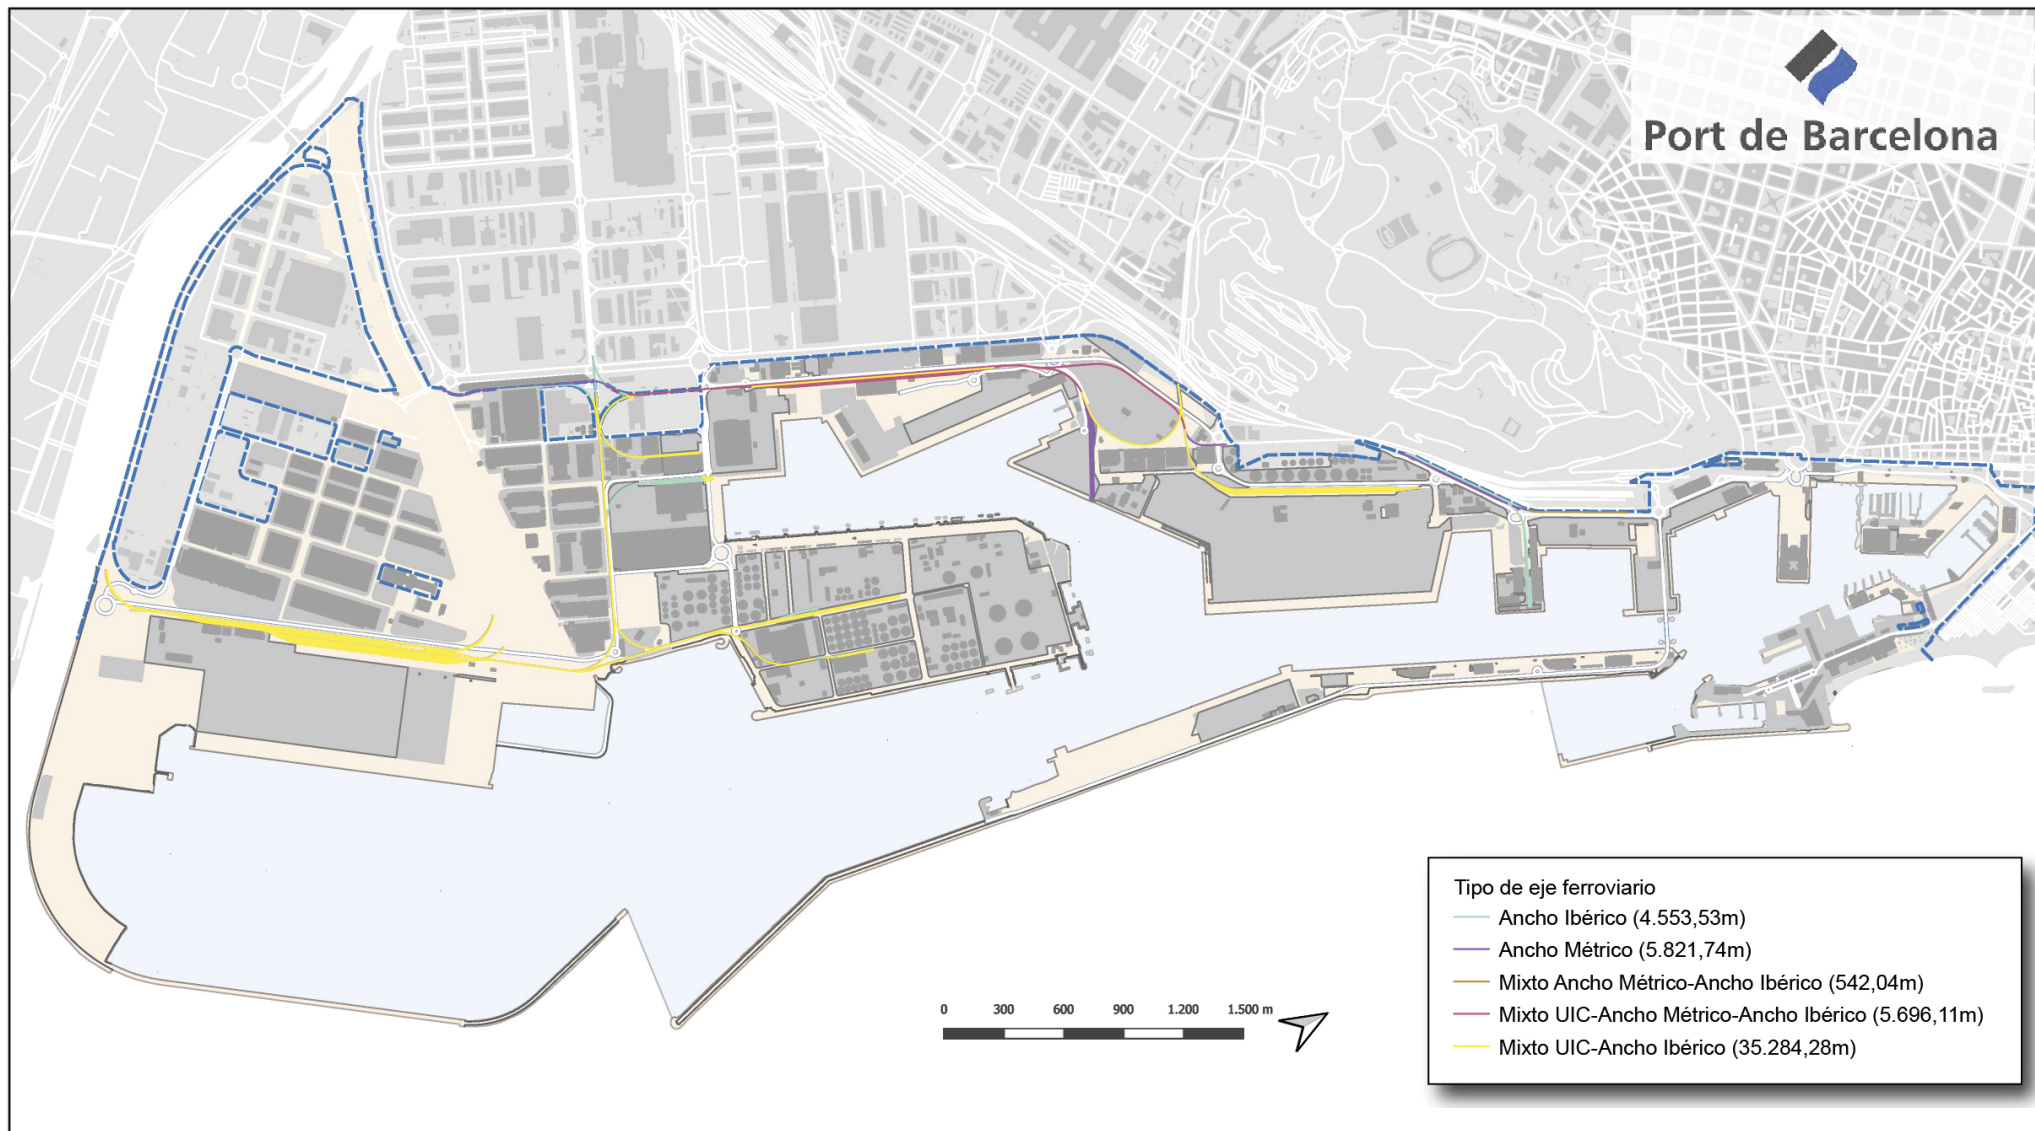 Port de Barcelona
Tipo de eje ferroviario
Ancho Ibérico (4.553,53m)
Ancho Métrico (5.821,74m)
Mixto Ancho Métrico-Ancho Ibérico (542,04m)
Mixto UIC-Ancho Métrico-Ancho Ibérico (5.696,11m)
Mixto UIC-Ancho Ibérico (35.284,28m)
0 300 600 900 1.200 1.500 m